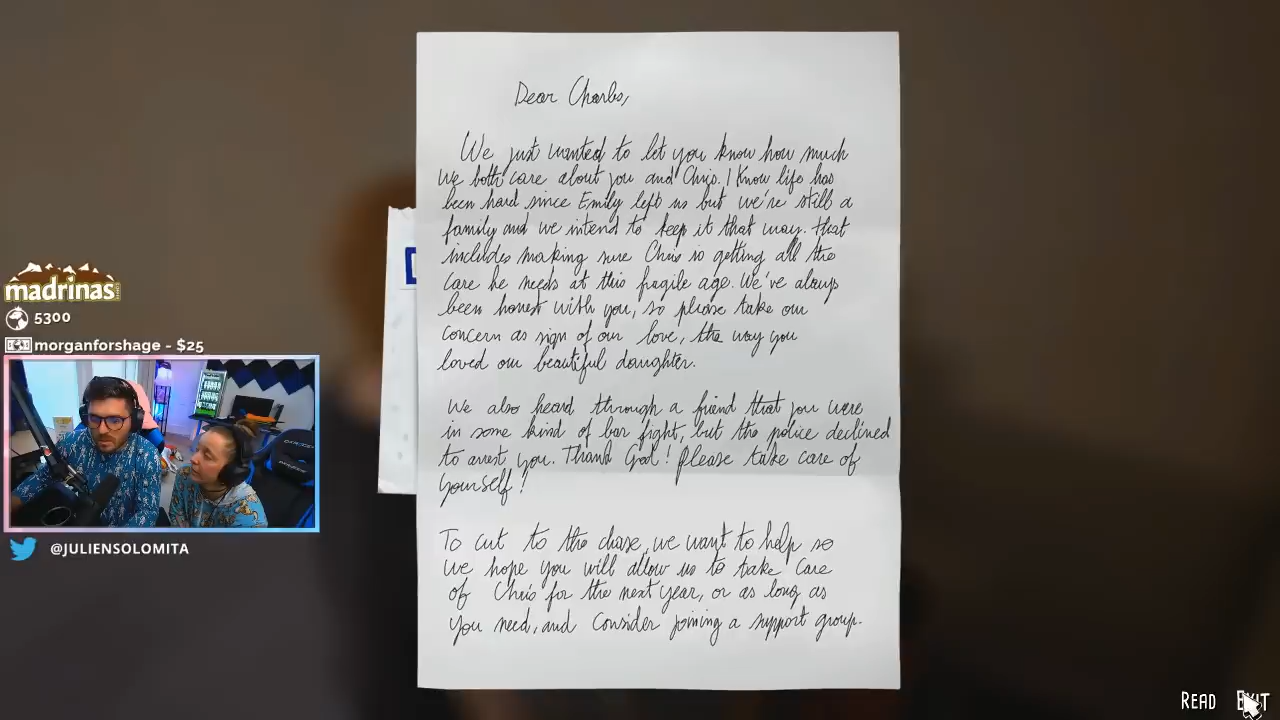 Dear Charles,
We just wanted to let you know how much
we both care about you and Chris. I know life has
been hard since Emily left us but we're still a
family and we intend to keep it that way. That
includes making sure Chris is getting all the
care he needs at this fragile age. We've always
been honest with you, so please take our
concern as sign of our love, the way you
loved our beautiful daughter.
We also heard through a friend that you were
in some kind of bar fight, but the police declined
to arrest you. Thank God! Please take care of
yourself!
To cut to the chase, we want to help so
we hope you will allow us to take care
of Chris for the next year, or as long as
you need, and consider joining a support group.
madrinas
5300
morganforshage - $25
@JULIENSOLOMITA
READ EXIT